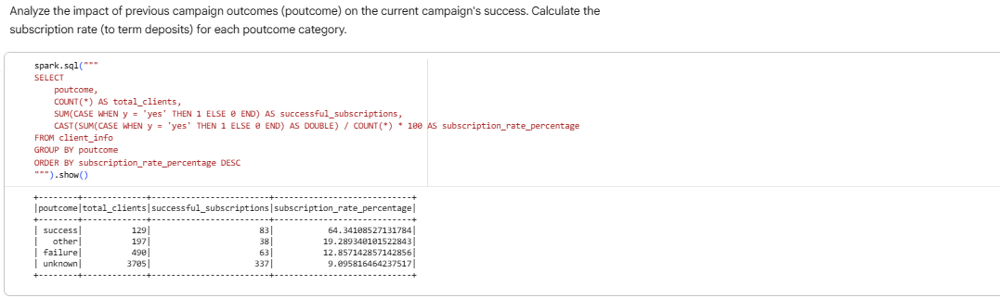 Analyze the impact of previous campaign outcomes (poutcome) on the current campaign's success. Calculate the
subscription rate (to term deposits) for each poutcome category.
spark.sql("""
SELECT
    poutcome,
    COUNT(*) AS total_clients,
    SUM(CASE WHEN y = 'yes' THEN 1 ELSE 0 END) AS successful_subscriptions,
    CAST(SUM(CASE WHEN y = 'yes' THEN 1 ELSE 0 END) AS DOUBLE) / COUNT(*) * 100 AS subscription_rate_percentage
FROM client_info
GROUP BY poutcome
ORDER BY subscription_rate_percentage DESC
""").show()
+--------+-------------+------------------------+----------------------------+
|poutcome|total_clients|successful_subscriptions|subscription_rate_percentage|
+--------+-------------+------------------------+----------------------------+
| success|          129|                      83|           64.34108527131784|
|   other|          197|                      38|          19.289340101522843|
| failure|          490|                      63|          12.857142857142856|
| unknown|         3705|                     337|           9.095816464237517|
+--------+-------------+------------------------+----------------------------+